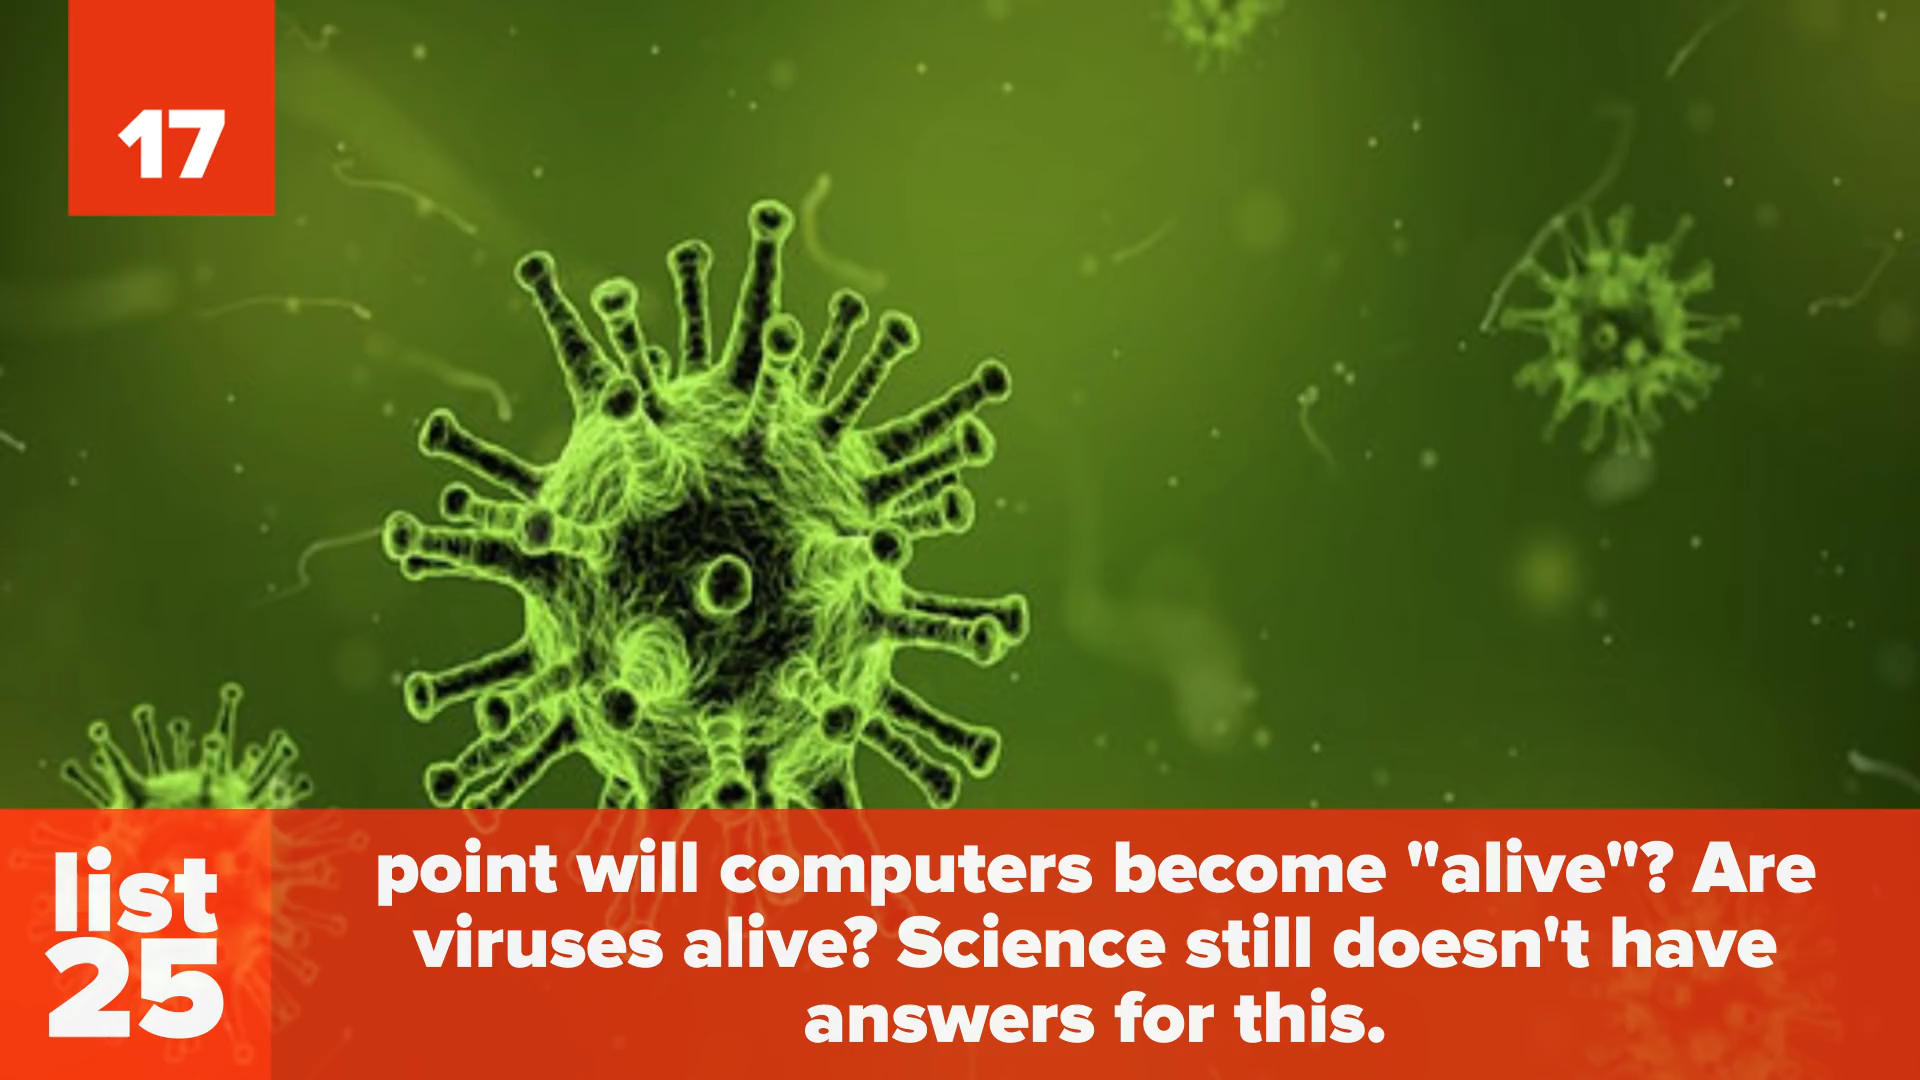 17
list
25
point will computers become "alive"? Are
viruses alive? Science still doesn't have
answers for this.